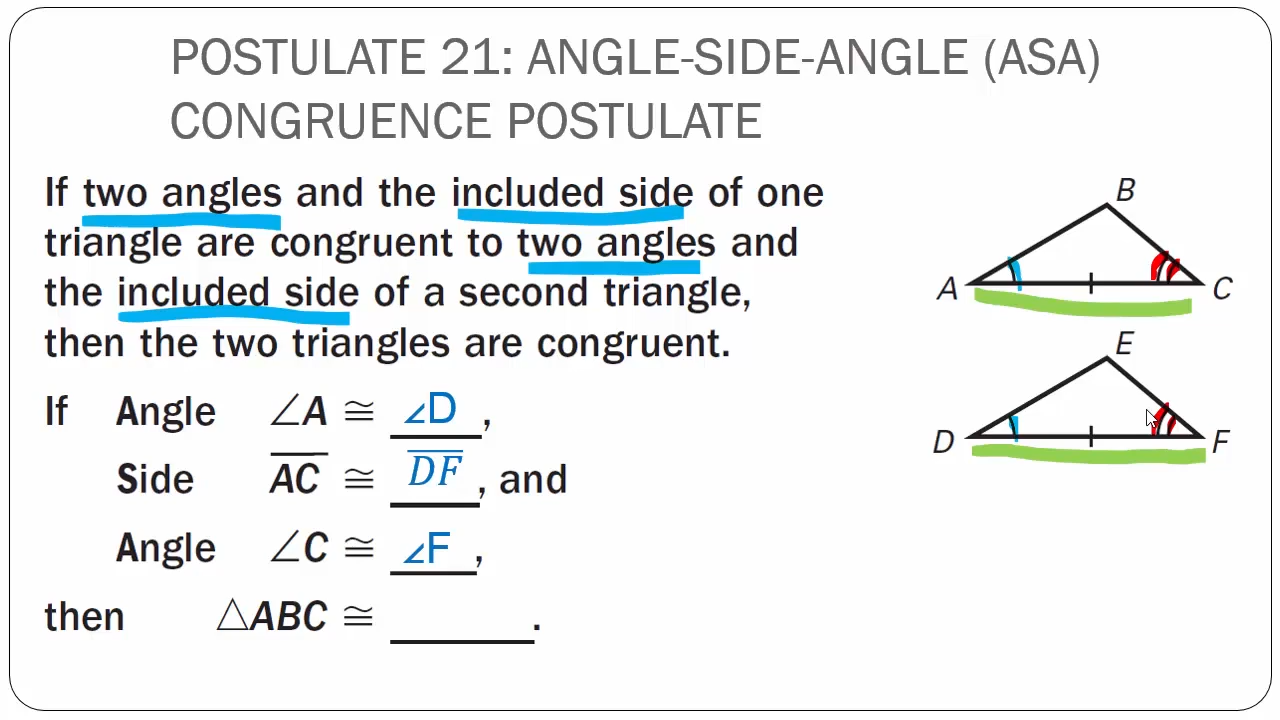 POSTULATE 21: ANGLE-SIDE-ANGLE (ASA)
CONGRUENCE POSTULATE
If two angles and the included side of one
triangle are congruent to two angles and
the included side of a second triangle,
then the two triangles are congruent.
If Angle ∠A ≅ ∠D ,
Side AC ≅ DF , and
Angle ∠C ≅ ∠F ,
then △ABC ≅ ______.
B
A C
E
D F